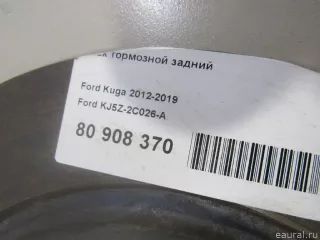 тормозной задний
Ford Kuga 2012-2019
Ford KJ5Z-2C026-A
80 908 370
eaural.ru